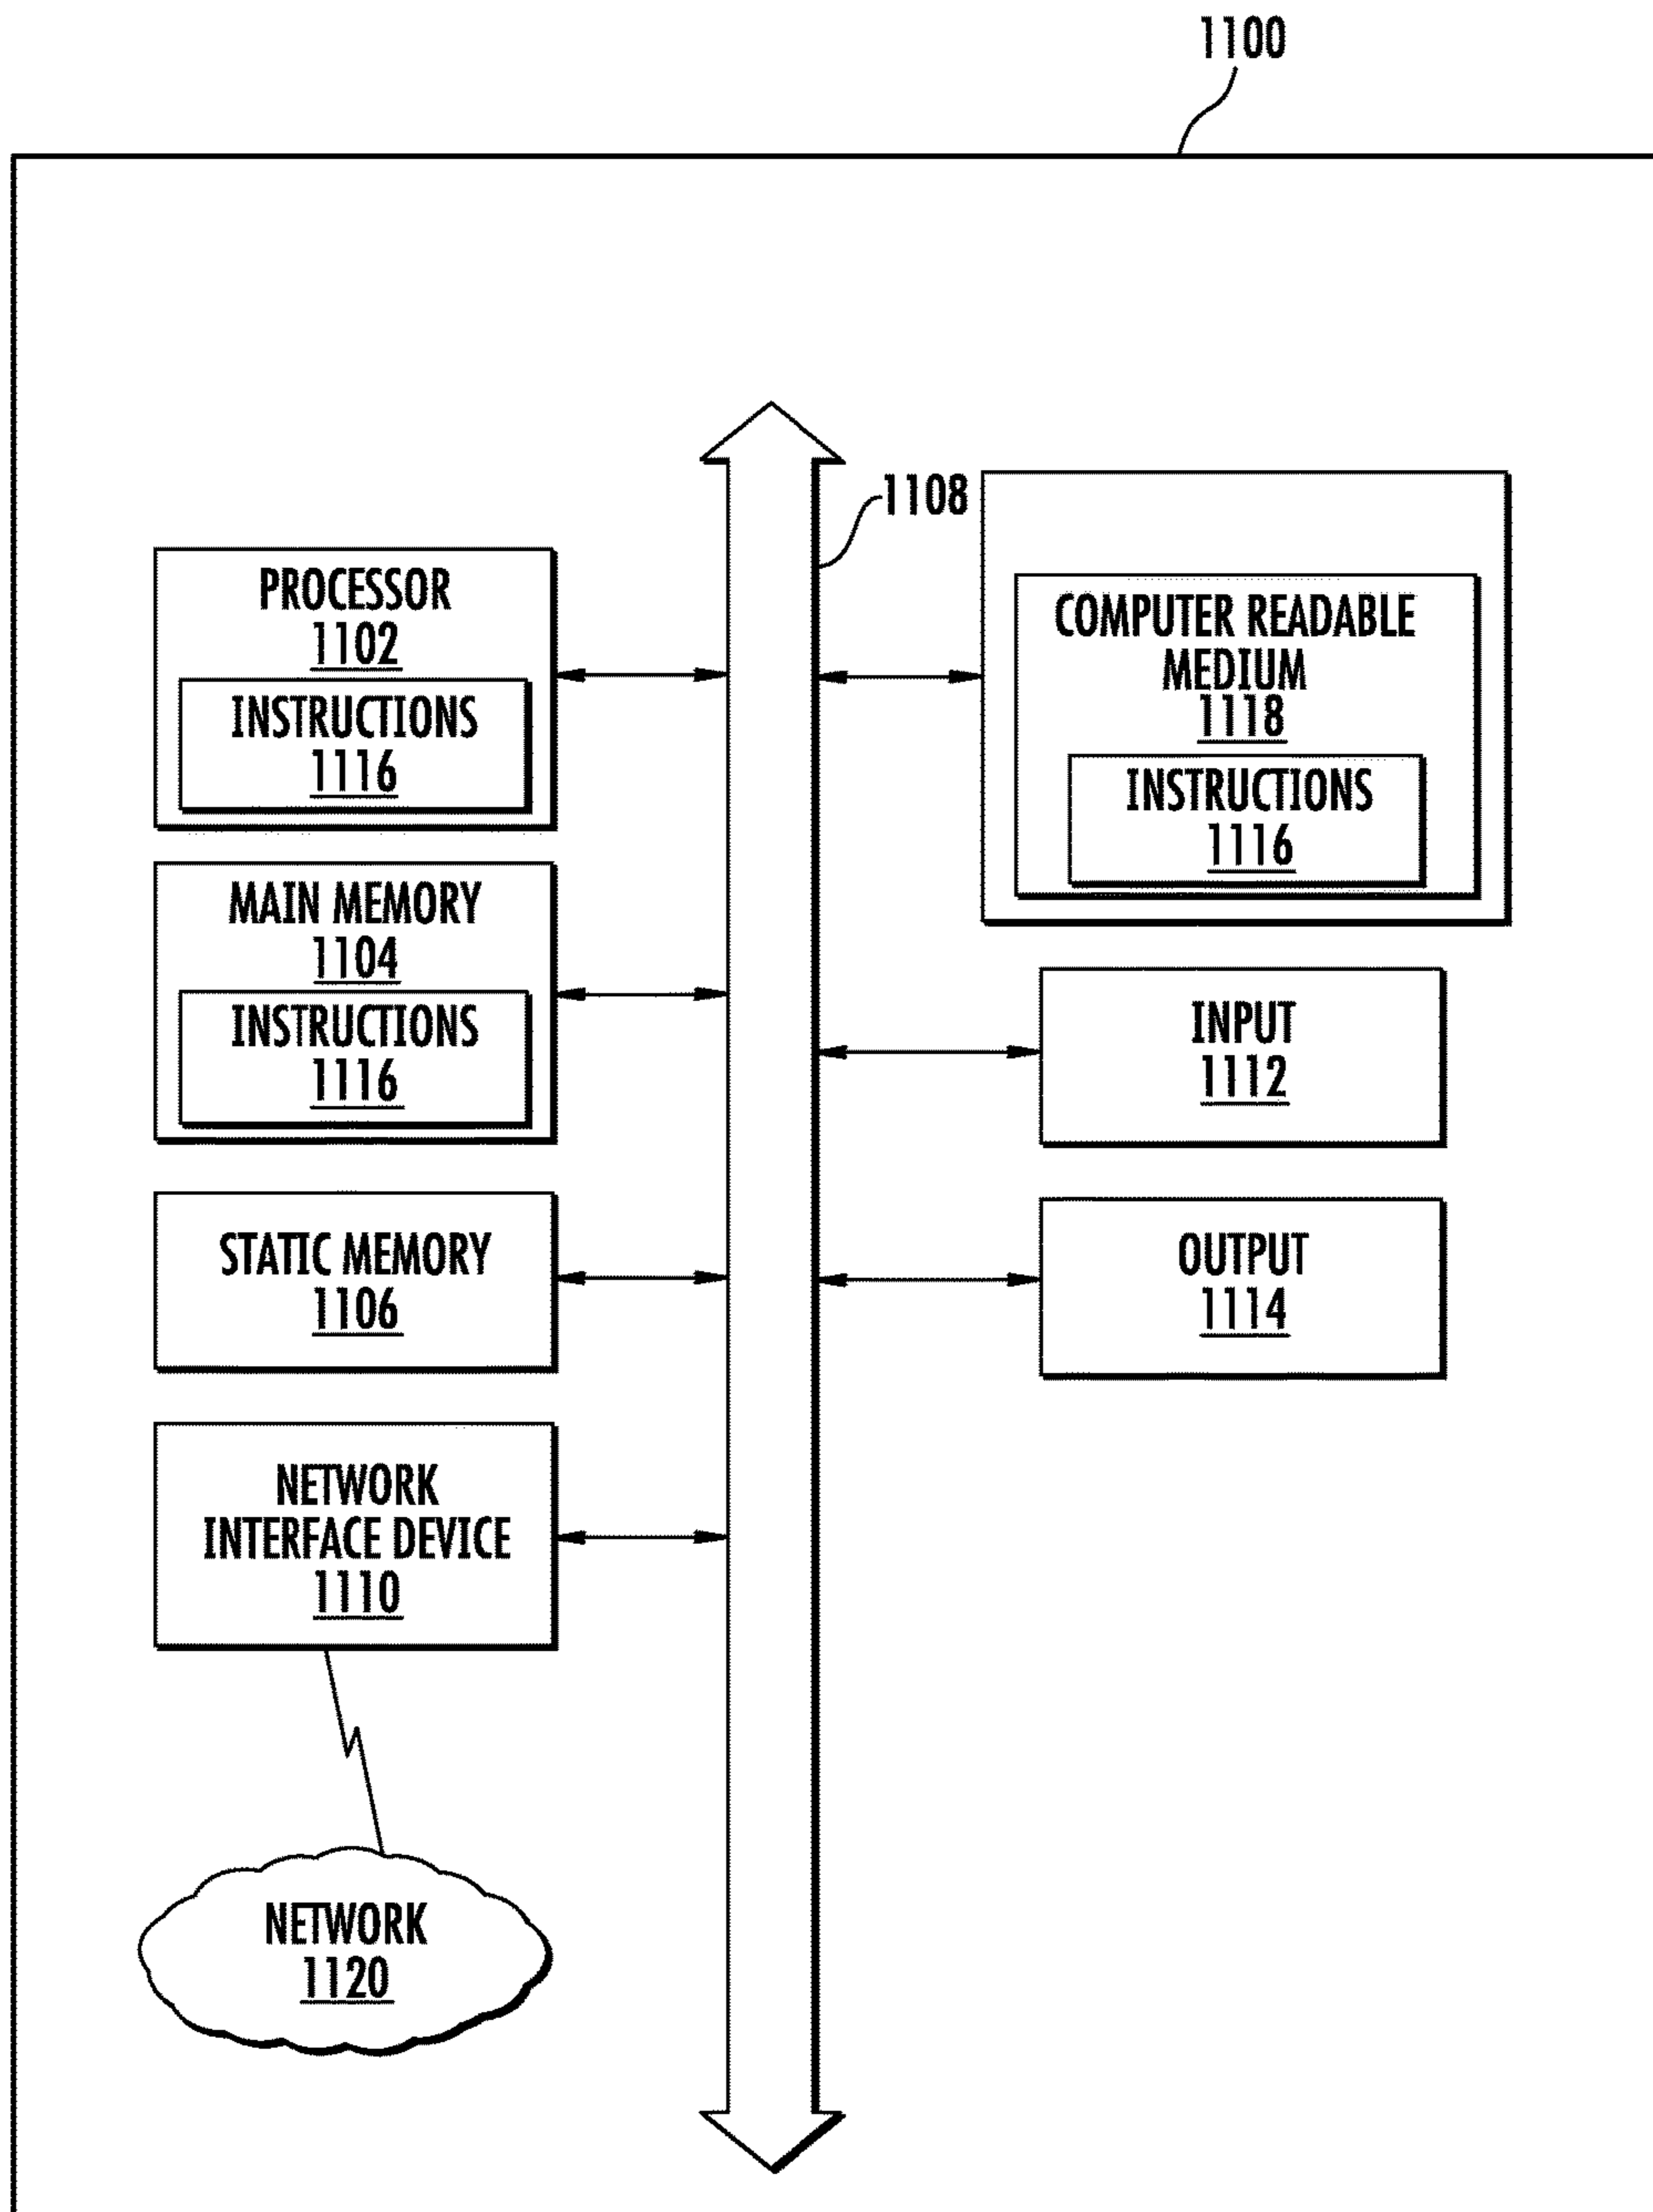 1100
1108
PROCESSOR
1102
INSTRUCTIONS
1116
MAIN MEMORY
1104
INSTRUCTIONS
1116
STATIC MEMORY
1106
NETWORK
INTERFACE DEVICE
1110
NETWORK
1120
COMPUTER READABLE
MEDIUM
1118
INSTRUCTIONS
1116
INPUT
1112
OUTPUT
1114